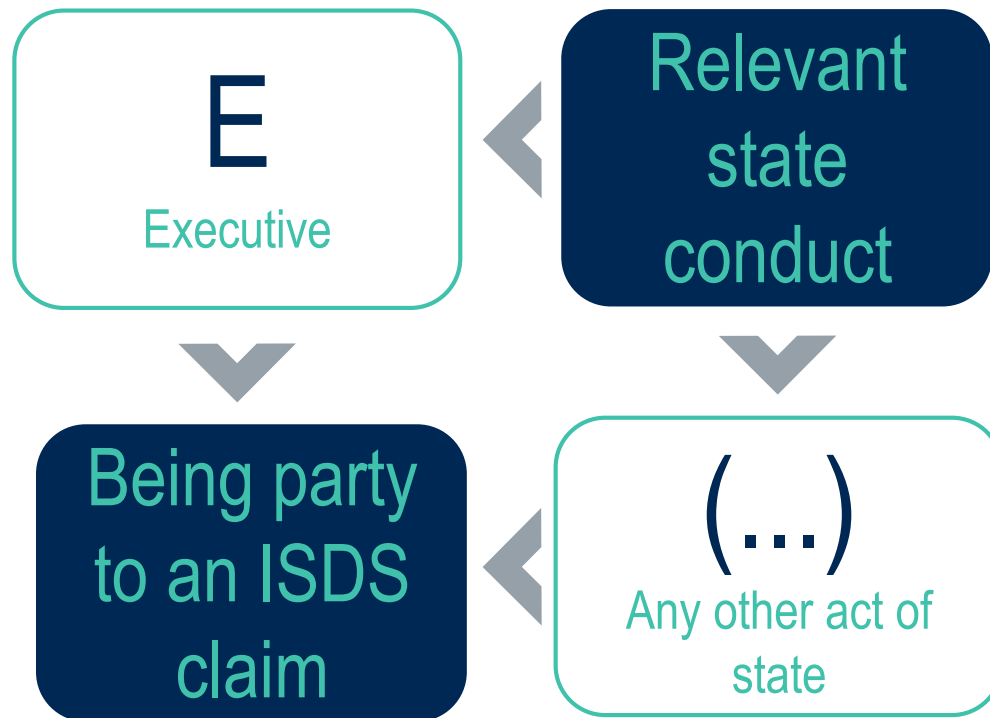 E
Executive
Relevant
state
conduct
Being party
to an ISDS
claim
(...)
Any other act of
state